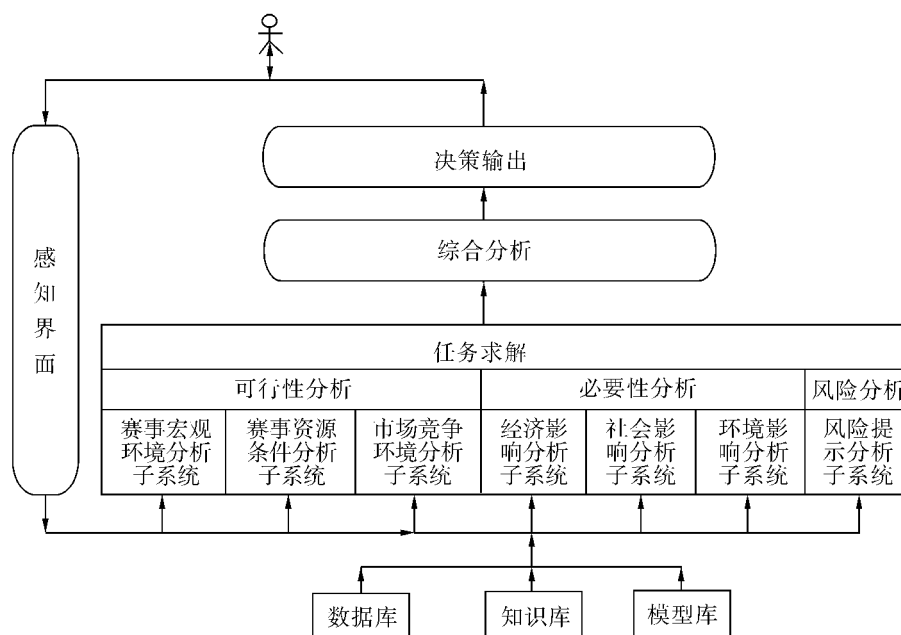 决策输出
综合分析
感
知
界
面
任务求解
可行性分析
必要性分析
风险分析
赛事宏观
环境分析
子系统
赛事资源
条件分析
子系统
市场竞争
环境分析
子系统
经济影
响分析
子系统
社会影
响分析
子系统
环境影
响分析
子系统
风险提
示分析
子系统
数据库
知识库
模型库